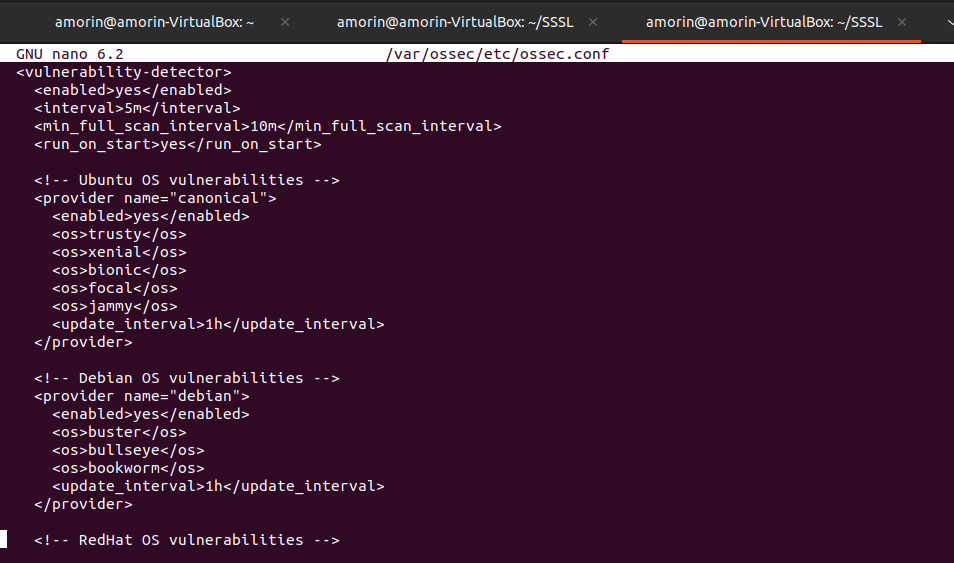 amorin@amorin-VirtualBox: ~ × amorin@amorin-VirtualBox: ~/SSSL × amorin@amorin-VirtualBox: ~/SSSL ×
GNU nano 6.2 /var/ossec/etc/ossec.conf
<vulnerability-detector>
  <enabled>yes</enabled>
  <interval>5m</interval>
  <min_full_scan_interval>10m</min_full_scan_interval>
  <run_on_start>yes</run_on_start>

  <!-- Ubuntu OS vulnerabilities -->
  <provider name="canonical">
    <enabled>yes</enabled>
    <os>trusty</os>
    <os>xenial</os>
    <os>bionic</os>
    <os>focal</os>
    <os>jammy</os>
    <update_interval>1h</update_interval>
  </provider>

  <!-- Debian OS vulnerabilities -->
  <provider name="debian">
    <enabled>yes</enabled>
    <os>buster</os>
    <os>bullseye</os>
    <os>bookworm</os>
    <update_interval>1h</update_interval>
  </provider>

  <!-- RedHat OS vulnerabilities -->